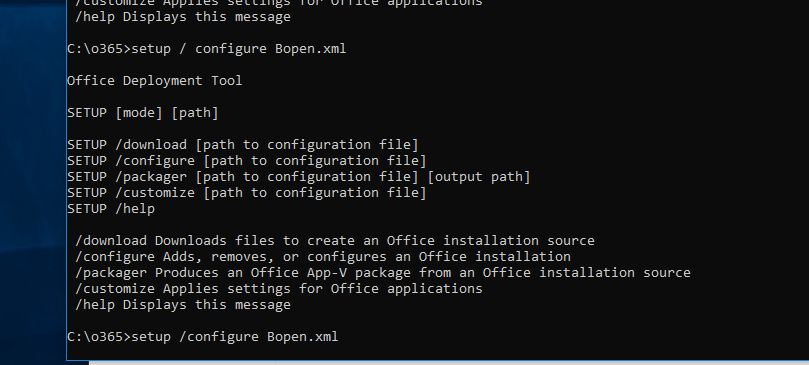 /customize Applies settings for Office applications
/help Displays this message
C:\o365>setup / configure Bopen.xml
Office Deployment Tool
SETUP [mode] [path]
SETUP /download [path to configuration file]
SETUP /configure [path to configuration file]
SETUP /packager [path to configuration file] [output path]
SETUP /customize [path to configuration file]
SETUP /help
/download Downloads files to create an Office installation source
/configure Adds, removes, or configures an Office installation
/packager Produces an Office App-V package from an Office installation source
/customize Applies settings for Office applications
/help Displays this message
C:\o365>setup /configure Bopen.xml